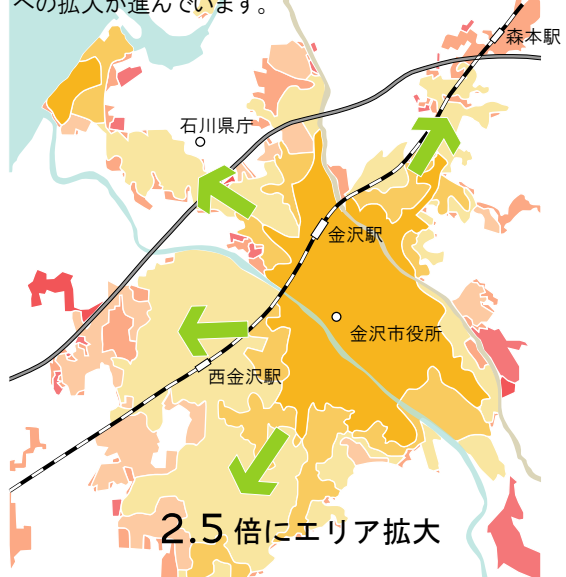 への拡大が進んでいます。
森本駅
石川県庁
金沢駅
金沢市役所
西金沢駅
2.5倍にエリア拡大